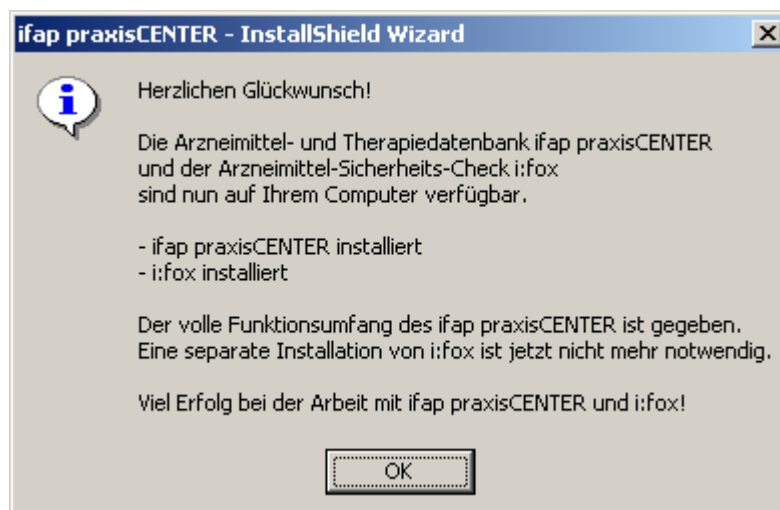 ifap praxisCENTER - InstallShield Wizard
Herzlichen Glückwunsch!
Die Arzneimittel- und Therapiedatenbank ifap praxisCENTER
und der Arzneimittel-Sicherheits-Check i:fox
sind nun auf Ihrem Computer verfügbar.
- ifap praxisCENTER installiert
- i:fox installiert
Der volle Funktionsumfang des ifap praxisCENTER ist gegeben.
Eine separate Installation von i:fox ist jetzt nicht mehr notwendig.
Viel Erfolg bei der Arbeit mit ifap praxisCENTER und i:fox!
OK